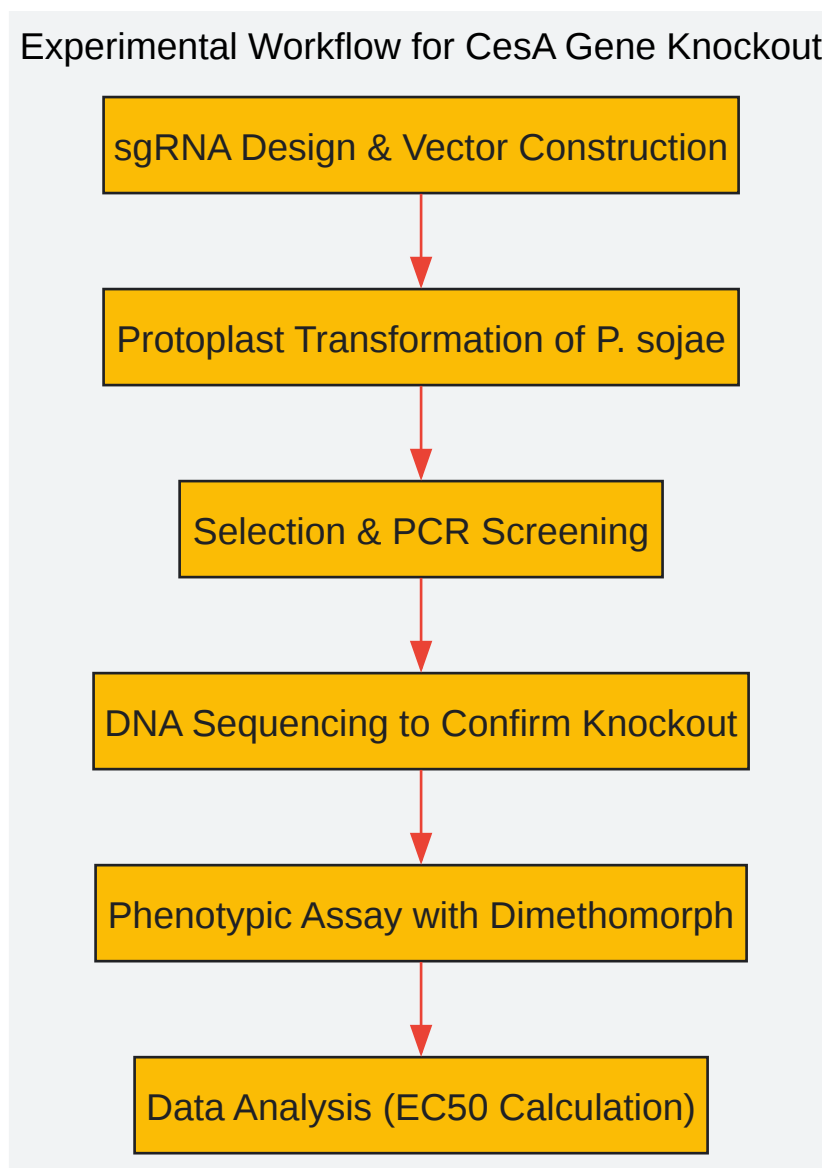 Experimental Workflow for CesA Gene Knockout
sgRNA Design & Vector Construction
Protoplast Transformation of P. sojae
Selection & PCR Screening
DNA Sequencing to Confirm Knockout
Phenotypic Assay with Dimethomorph
Data Analysis (EC50 Calculation)